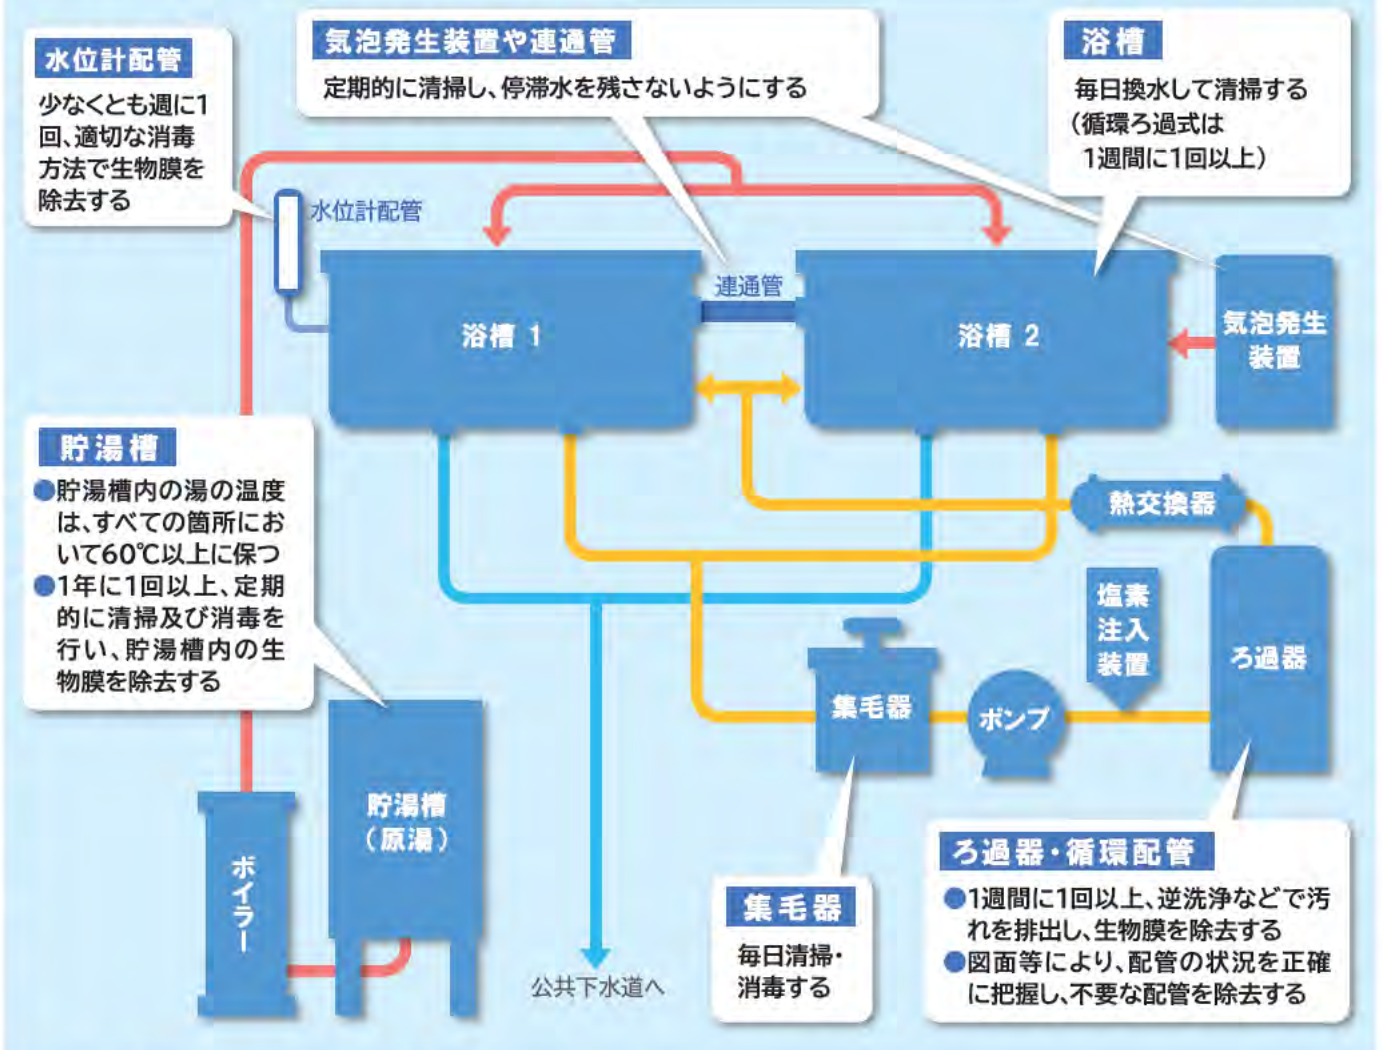 水位計配管
少なくとも週に1
回、適切な消毒
方法で生物膜を
除去する
気泡発生装置や連通管
定期的に清掃し、停滞水を残さないようにする
浴槽
毎日換水して清掃する
（循環ろ過式は
1週間に1回以上）
水位計配管
連通管
浴槽 1
浴槽 2
気泡発生
装置
貯湯槽
●貯湯槽内の湯の温度
は、すべての箇所にお
いて60℃以上に保つ
●1年に1回以上、定期
的に清掃及び消毒を
行い、貯湯槽内の生
物膜を除去する
熱交換器
塩素
注入
装置
ろ過器
集毛器
ポンプ
貯湯槽
（原湯）
ボイラー
ろ過器・循環配管
●1週間に1回以上、逆洗浄などで汚
れを排出し、生物膜を除去する
●図面等により、配管の状況を正確
に把握し、不要な配管を除去する
集毛器
毎日清掃・
消毒する
公共下水道へ